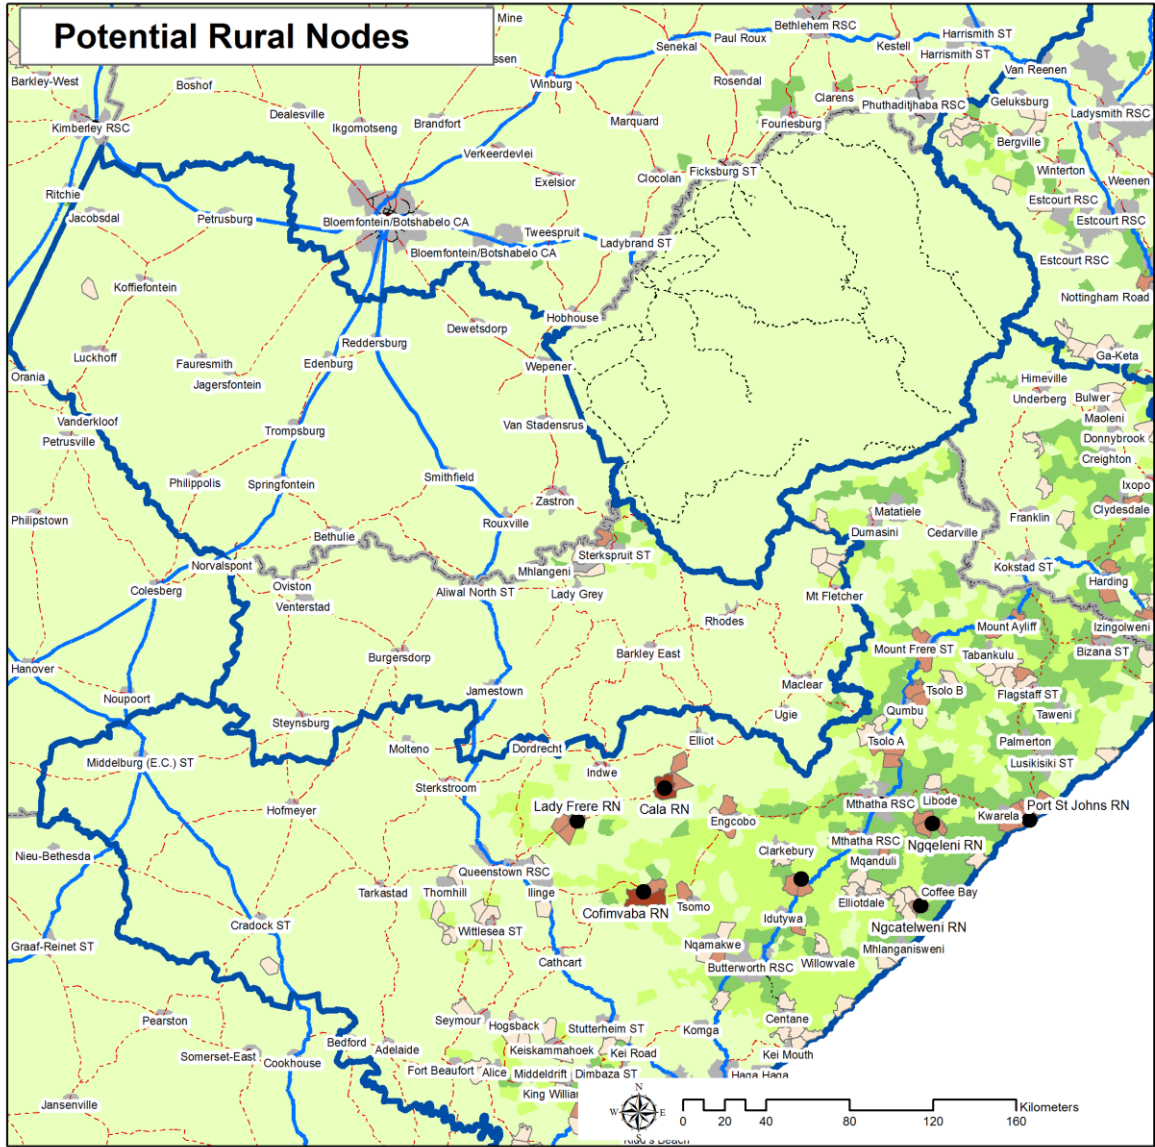 Potential Rural Nodes
Mine
Paul Roux
Bethlehem RSC
Senekal
Kestell
Harrismith ST
Harrismith ST
Van Reenen
Barkley-West
Boshof
Winburg
Rosendal
Clarens
Phuthaditjhaba RSC
Geluksburg
Ladysmith RSC
Dealesville
Ikgomotseng
Brandfort
Marquard
Fouriesburg
Kimberley RSC
Bergville
Verkeerdevlei
Exelsior
Clocolan
Ficksburg ST
Winterton
Weenen
Ritchie
Jacobsdal
Petrusburg
Bloemfontein/Botshabelo CA
Tweespruit
Ladybrand ST
Bloemfontein/Botshabelo CA
Estcourt RSC
Estcourt RSC
Estcourt RSC
Koffiefontein
Nottingham Road
Hobhouse
Dewetsdorp
Reddersburg
Luckhoff
Fauresmith
Edenburg
Wepener
Ga-Keta
Orania
Jagersfontein
Himeville
Underberg
Bulwer
Maoleni
Vanderkloof
Petrusville
Trompsburg
Van Stadensrus
Donnybrook
Creighton
Philippolis
Springfontein
Smithfield
Ixopo
Zastron
Philipstown
Rouxville
Matatiele
Franklin
Clydesdale
Bethulie
Dumasini
Cedarville
Sterkspruit ST
Norvalspont
Mhlangeni
Kokstad ST
Colesberg
Oviston
Venterstad
Aliwal North ST
Lady Grey
Mt Fletcher
Harding
Rhodes
Mount Ayliff
Izingolweni
Hanover
Burgersdorp
Barkley East
Mount Frere ST
Tabankulu
Bizana ST
Noupoort
Jamestown
Maclear
Tsolo B
Flagstaff ST
Steynsburg
Ugie
Qumbu
Taweni
Molteno
Dordrecht
Elliot
Tsolo A
Palmerton
Middelburg (E.C.) ST
Indwe
Lusikisiki ST
Sterkstroom
Hofmeyer
Lady Frere RN
Cala RN
Mthatha RSC
Libode
Port St Johns RN
Engcobo
Kwarela
Nieu-Bethesda
Clarkebury
Mthatha RSC
Ngqeleni RN
Mqanduli
Queenstown RSC
Tarkastad
Thornhill
Ilinge
Elliotdale
Coffee Bay
Cofimvaba RN
Tsomo
Idutywa
Ngcatelweni RN
Cradock ST
Wittlesea ST
Graaf-Reinet ST
Nqamakwe
Mhlanganisweni
Cathcart
Butterworth RSC
Willowvale
Pearston
Seymour
Hogsback
Stutterheim ST
Komga
Centane
Somerset-East
Bedford
Adelaide
Keiskammahoek
Kei Road
Kei Mouth
Cookhouse
Fort Beaufort
Alice
Middeldrift
Dimbaza ST
Haga Haga
Jansenville
King William
N
W
E
S
0 20 40 80 120 160
Kilometers